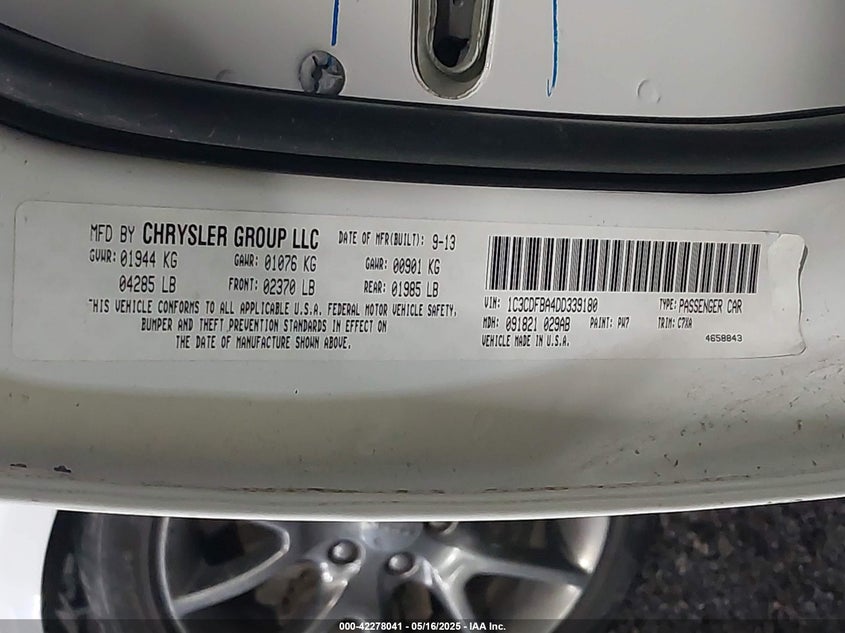 MFD BY CHRYSLER GROUP LLC DATE OF MFR(BUILT): 9-13
GVWR: 01944 KG GAWR: 01076 KG GAWR: 00901 KG
04285 LB FRONT: 02370 LB REAR: 01985 LB
THIS VEHICLE CONFORMS TO ALL APPLICABLE U.S.A. FEDERAL MOTOR VEHICLE SAFETY,
BUMPER AND THEFT PREVENTION STANDARDS IN EFFECT ON
THE DATE OF MANUFACTURE SHOWN ABOVE.
VIN: 1C3CDFBA4DD339180 TYPE: PASSENGER CAR
MDH: 091821 029AB PAINT: PW7 TRIM: C7XA
VEHICLE MADE IN U.S.A. 4658843
000-42278041 - 05/16/2025 - IAA Inc.